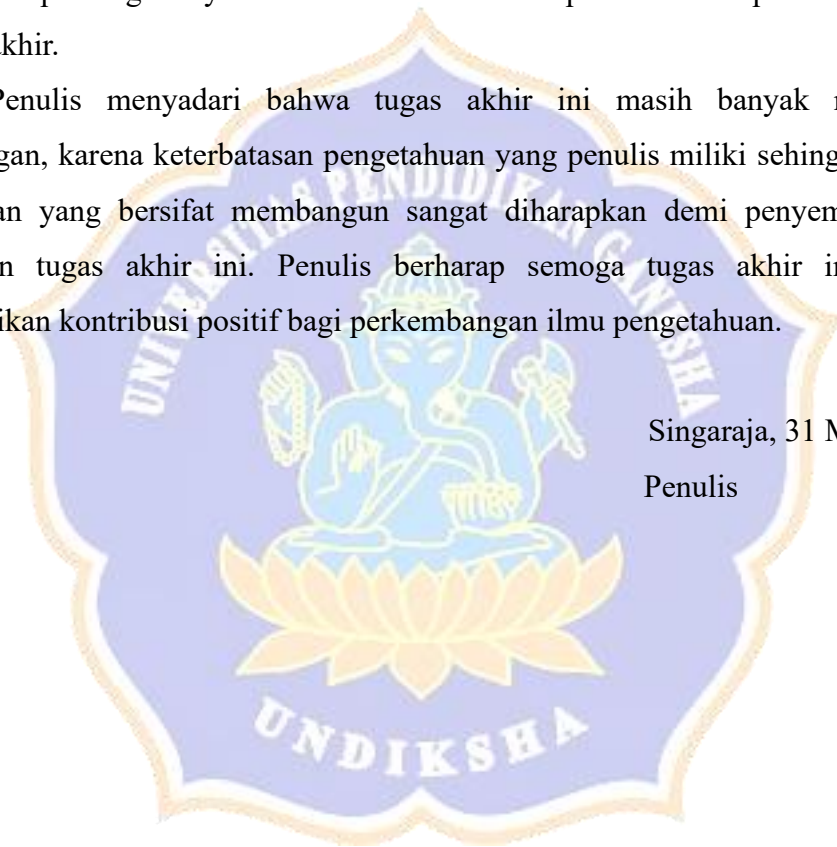 akhir.
Penulis menyadari bahwa tugas akhir ini masih banyak
gan, karena keterbatasan pengetahuan yang penulis miliki sehing
an yang bersifat membangun sangat diharapkan demi penyem
n tugas akhir ini. Penulis berharap semoga tugas akhir in
ikan kontribusi positif bagi perkembangan ilmu pengetahuan.
UNIVERSITAS PENDIDIKAN GANESHA
Singaraja, 31 M
Penulis
UNDIKSHA